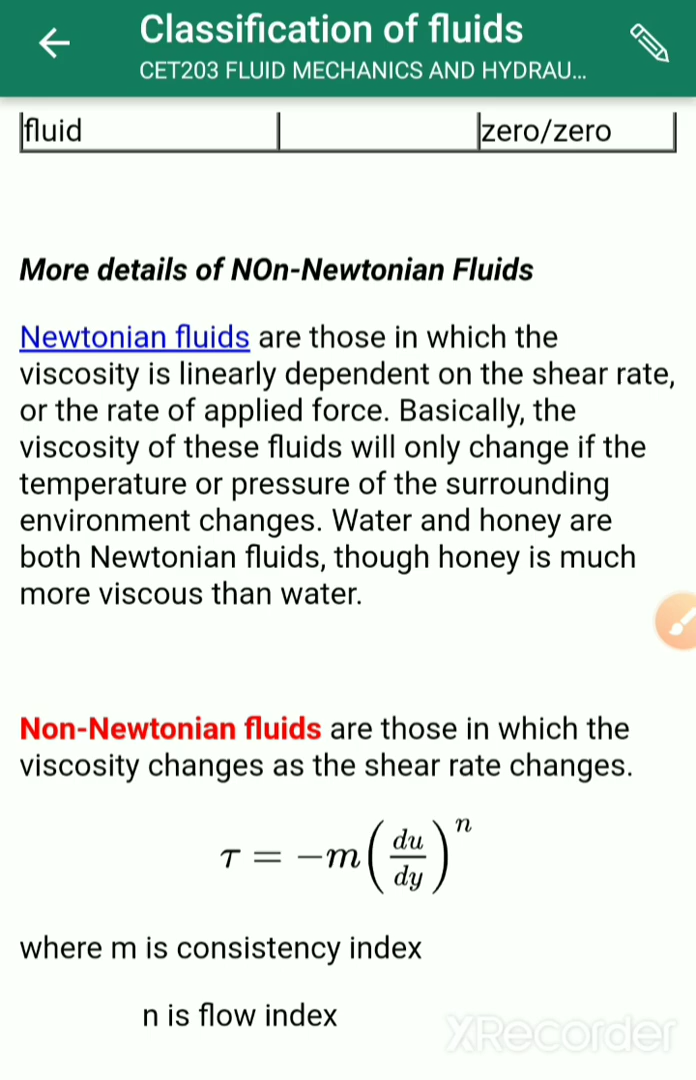 Classification of fluids
CET203 FLUID MECHANICS AND HYDRAU...
fluid zero/zero
More details of NOn-Newtonian Fluids
Newtonian fluids are those in which the
viscosity is linearly dependent on the shear rate,
or the rate of applied force. Basically, the
viscosity of these fluids will only change if the
temperature or pressure of the surrounding
environment changes. Water and honey are
both Newtonian fluids, though honey is much
more viscous than water.
Non-Newtonian fluids are those in which the
viscosity changes as the shear rate changes.
τ = −m(du/dy)^n
where m is consistency index
n is flow index
XRecorder